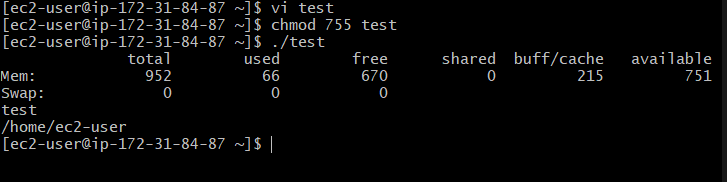 [ec2-user@ip-172-31-84-87 ~]$ vi test
[ec2-user@ip-172-31-84-87 ~]$ chmod 755 test
[ec2-user@ip-172-31-84-87 ~]$ ./test
              total        used        free      shared  buff/cache   available
Mem:            952          66         670           0         215         751
Swap:             0           0           0
test
/home/ec2-user
[ec2-user@ip-172-31-84-87 ~]$